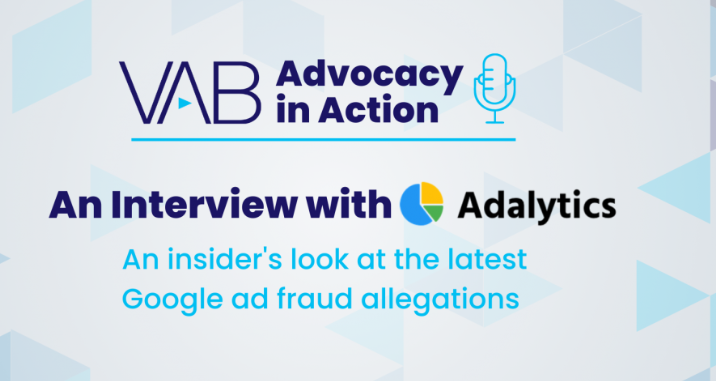 VAB Advocacy
in Action
An Interview with Adalytics
An insider's look at the latest
Google ad fraud allegations